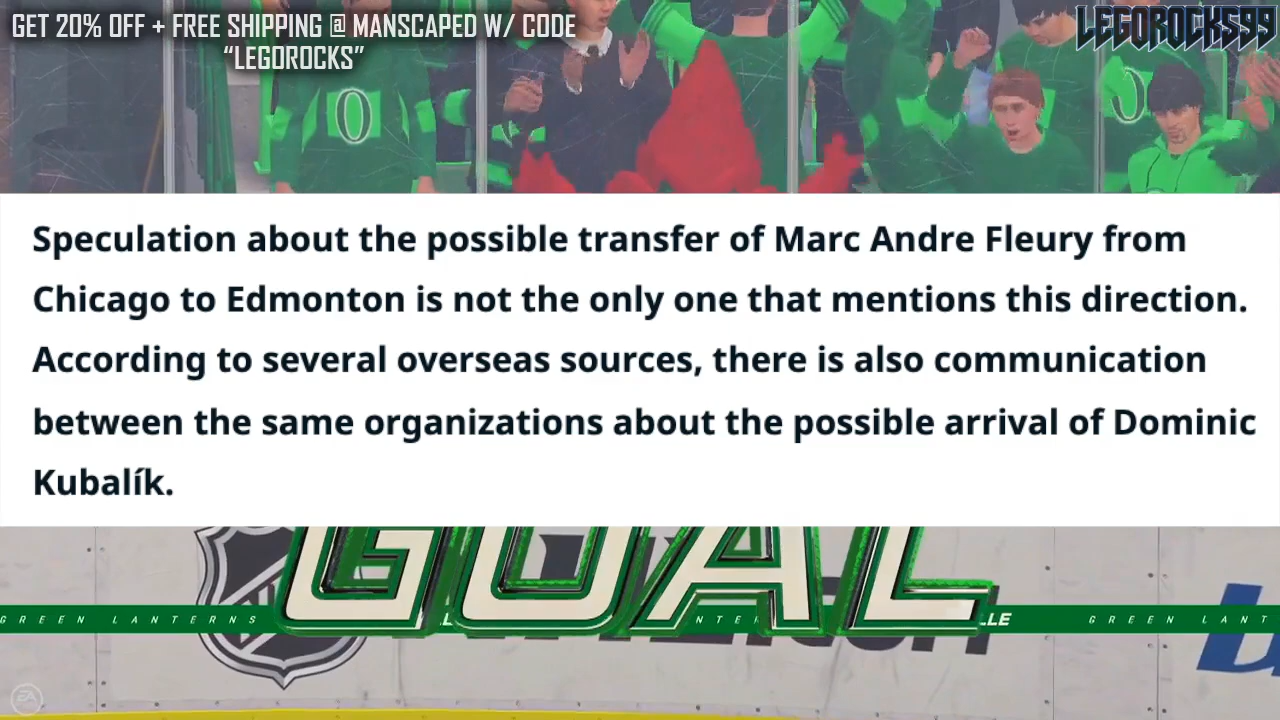 GET 20% OFF + FREE SHIPPING @ MANSCAPED W/ CODE
"LEGOROCKS"
LEGOROCKS99
Speculation about the possible transfer of Marc Andre Fleury from
Chicago to Edmonton is not the only one that mentions this direction.
According to several overseas sources, there is also communication
between the same organizations about the possible arrival of Dominic
Kubalík.
GOAL
GREEN LANTERNS
GREEN LANT
EA